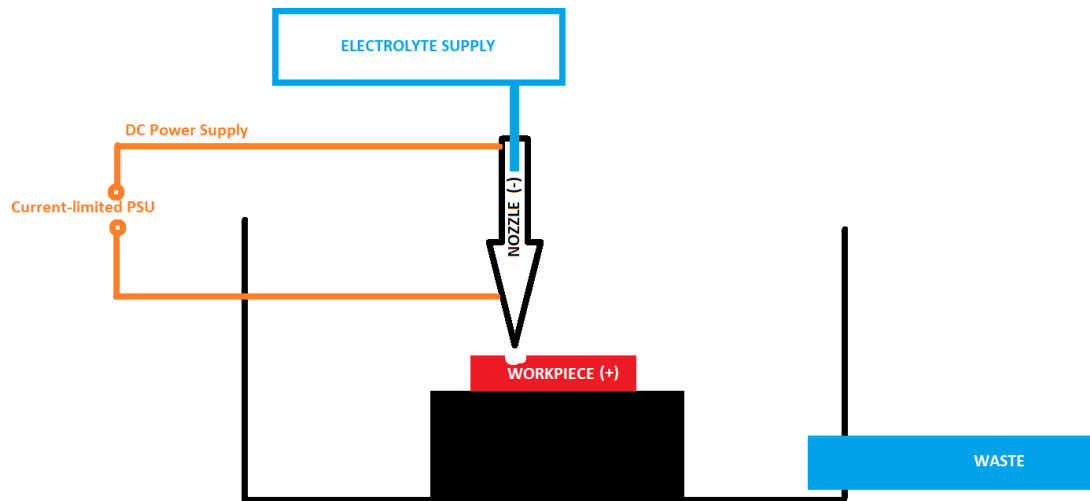 ELECTROLYTE SUPPLY
DC Power Supply
Current-limited PSU
NOZZLE (-)
WORKPIECE (+)
WASTE